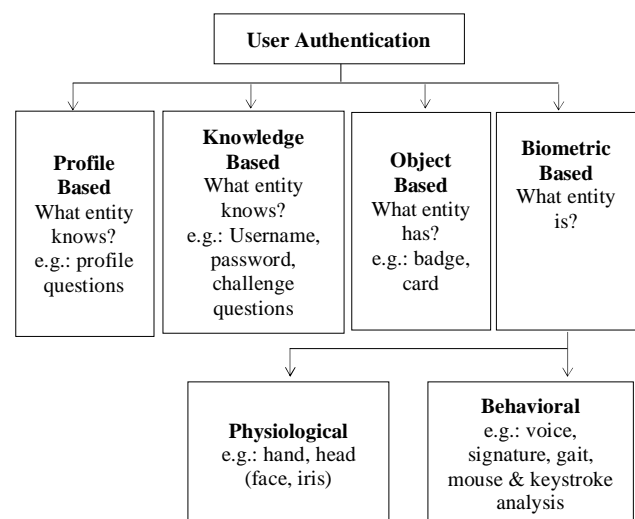 User Authentication
Profile
Based
What entity
knows?
e.g.: profile
questions
Knowledge
Based
What entity
knows?
e.g.: Username,
password,
challenge
questions
Object
Based
What entity
has?
e.g.: badge,
card
Biometric
Based
What entity
is?
Physiological
e.g.: hand, head
(face, iris)
Behavioral
e.g.: voice,
signature, gait,
mouse & keystroke
analysis